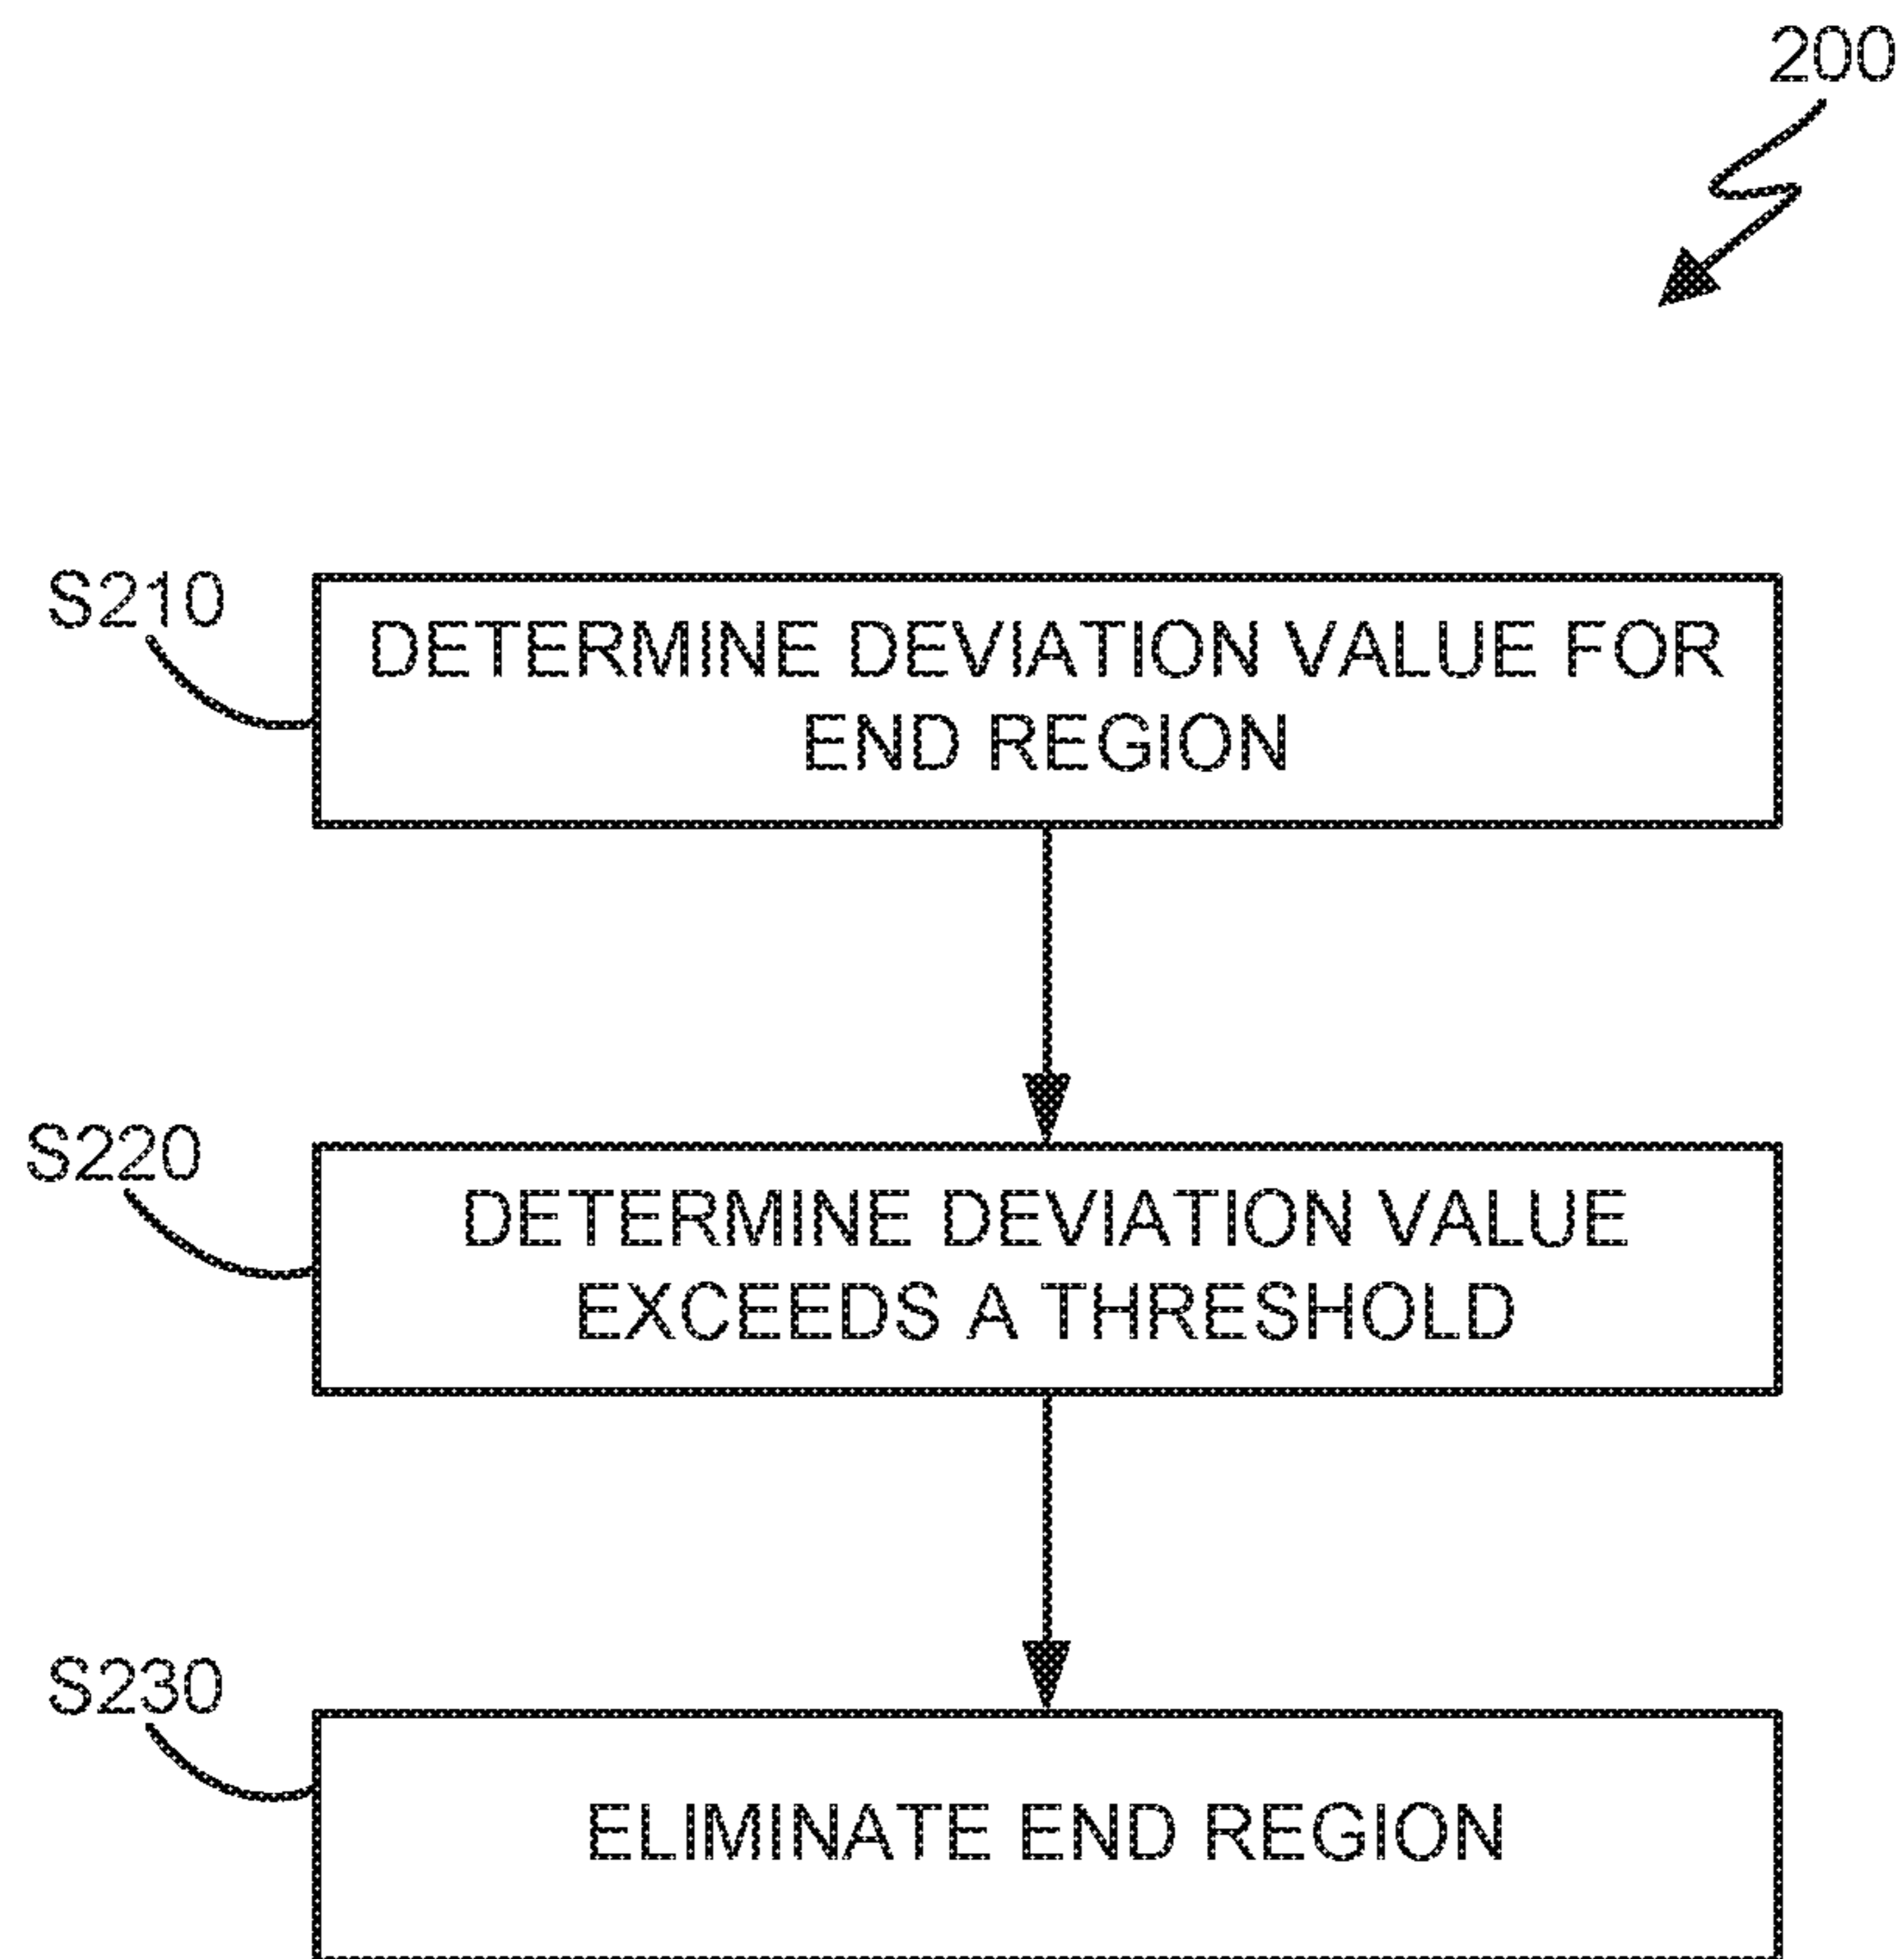 200
S210
DETERMINE DEVIATION VALUE FOR
END REGION
S220
DETERMINE DEVIATION VALUE
EXCEEDS A THRESHOLD
S230
ELIMINATE END REGION